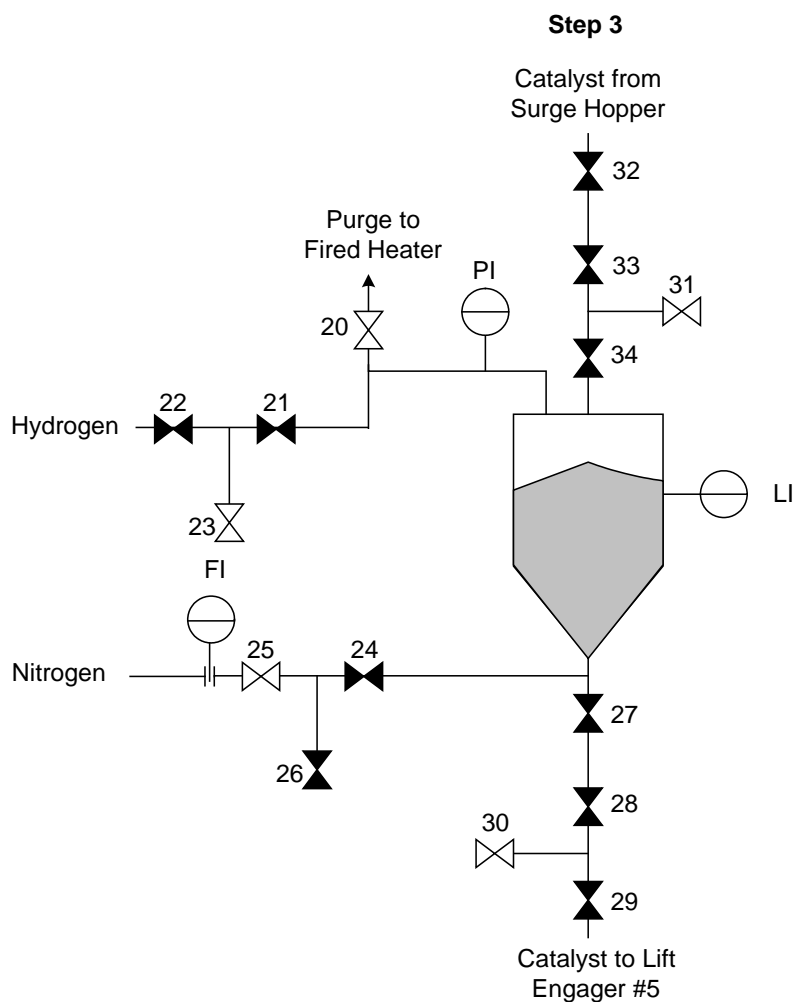 Step 3
Catalyst from
Surge Hopper
32
Purge to
Fired Heater
PI
33
31
20
34
22
21
Hydrogen
LI
23
FI
25
24
Nitrogen
27
26
28
30
29
Catalyst to Lift
Engager #5